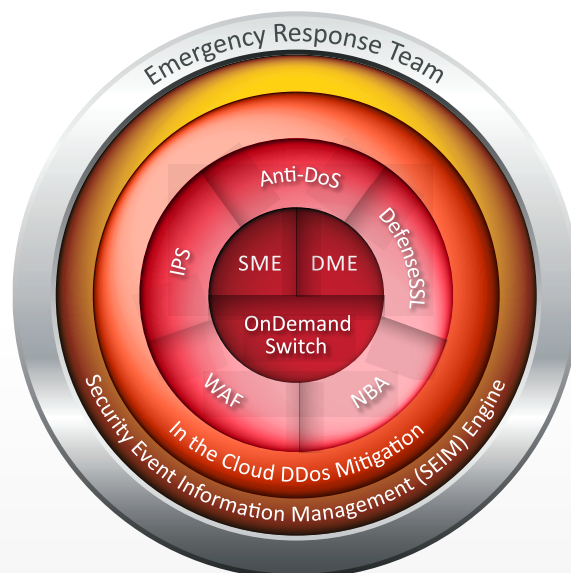 Emergency Response Team
Anti-DoS
IPS
DefenseSSL
SME
DME
OnDemand
Switch
WAF
NBA
In the Cloud DDos Mitigation
Security Event Information Management (SEIM) Engine